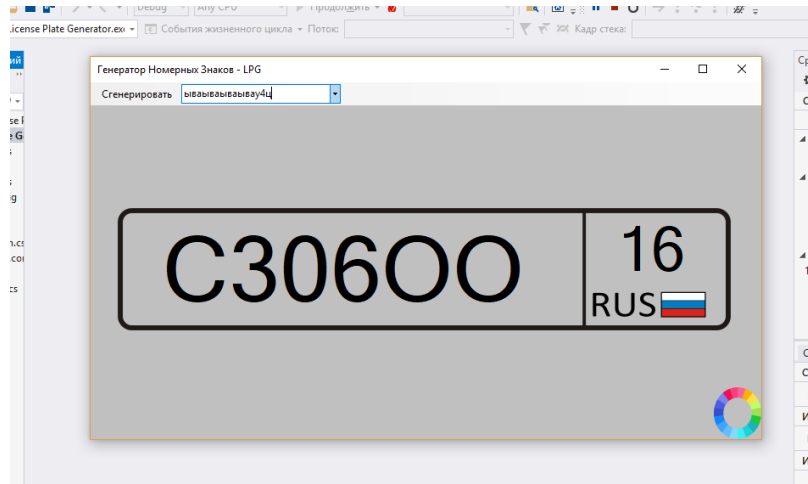 Debug Any CPU Продолжить
License Plate Generator.exe События жизненного цикла Поток: Кадр стека:
Генератор Номерных Знаков - LPG
Сгенерировать ываываываываy4ц
С306ОО
16
RUS